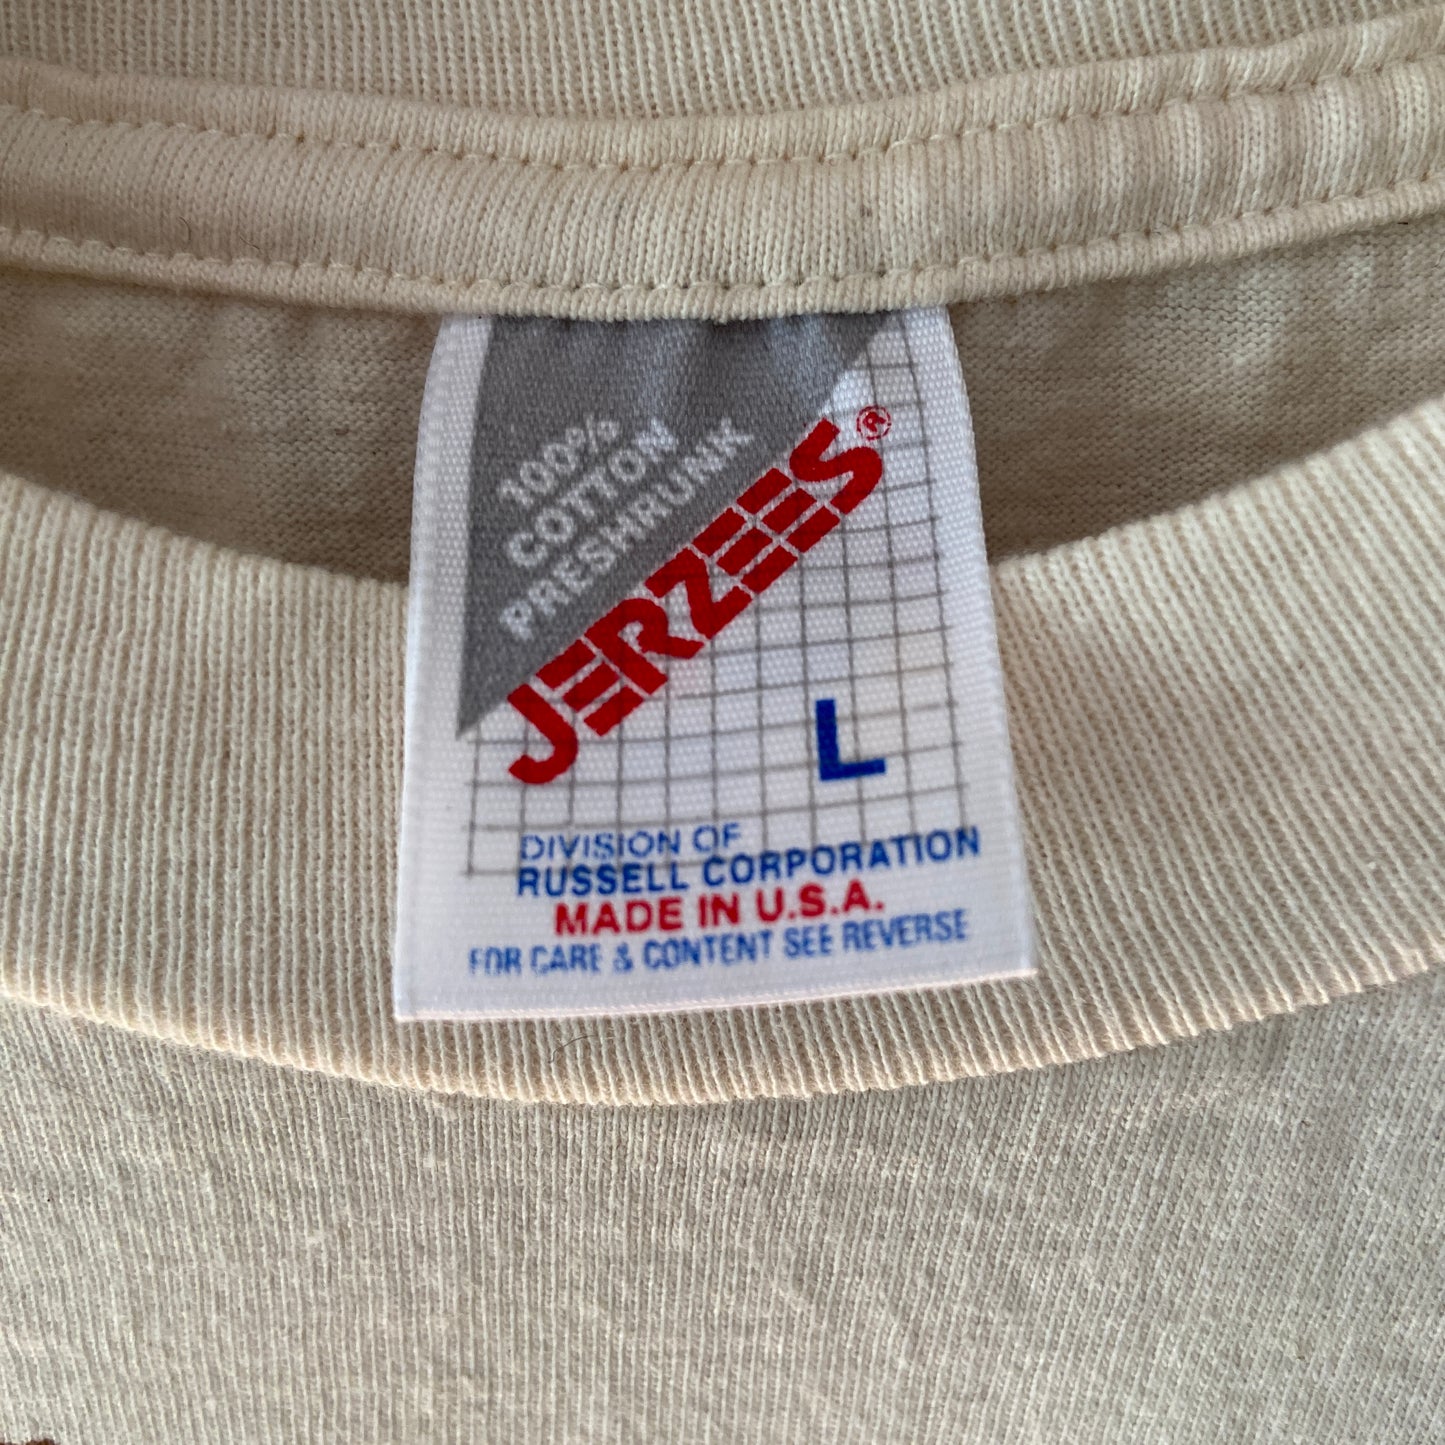 100%
COTTON
PRESHRUNK
JERZEES®
L
DIVISION OF
RUSSELL CORPORATION
MADE IN U.S.A.
FOR CARE & CONTENT SEE REVERSE